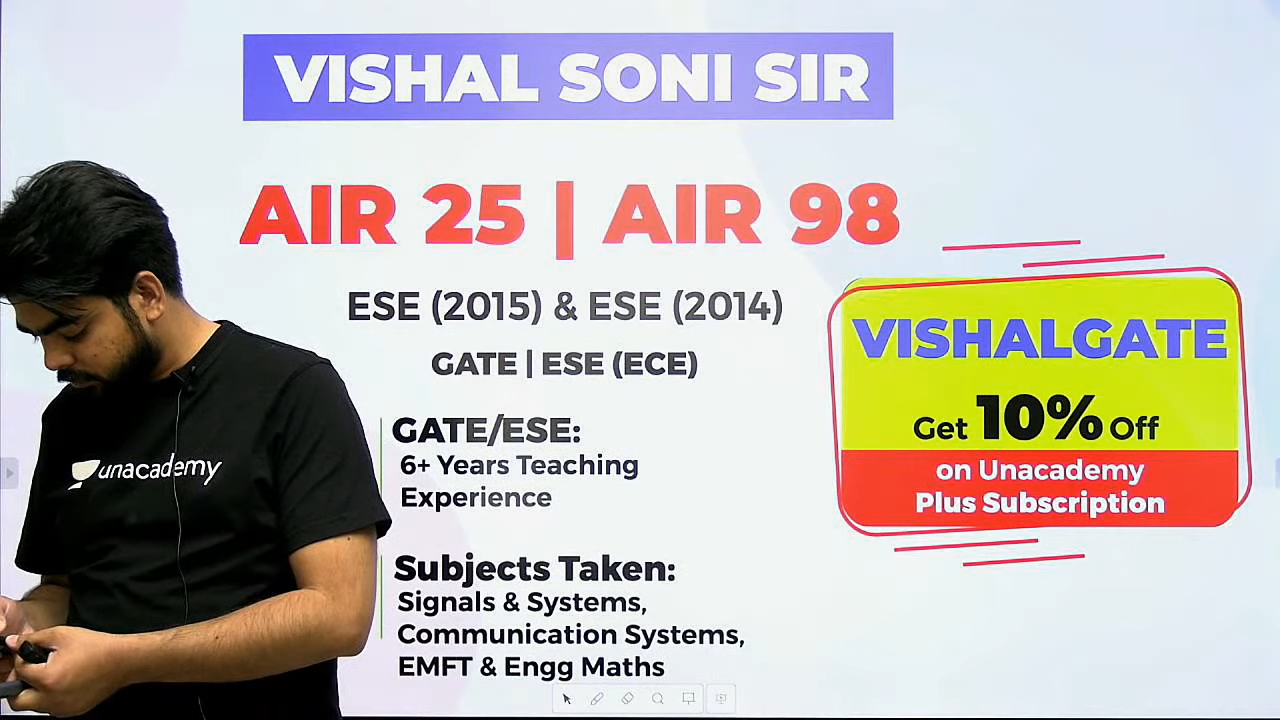 VISHAL SONI SIR
AIR 25 | AIR 98
ESE (2015) & ESE (2014)
GATE | ESE (ECE)
GATE/ESE:
6+ Years Teaching
Experience
Subjects Taken:
Signals & Systems,
Communication Systems,
EMFT & Engg Maths
VISHALGATE
Get 10% Off
on Unacademy
Plus Subscription
unacademy